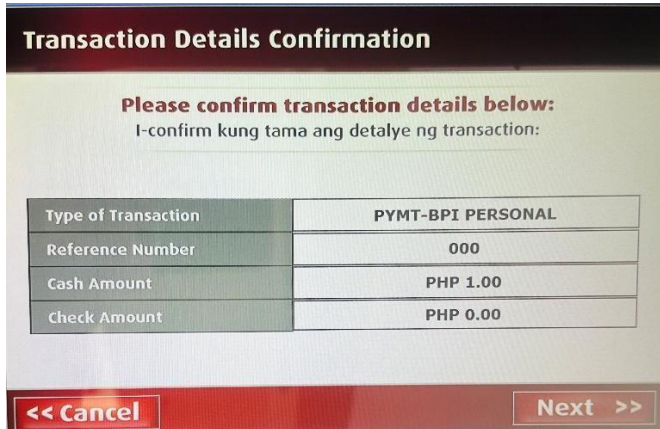 Transaction Details Confirmation
Please confirm transaction details below:
I-confirm kung tama ang detalye ng transaction:
Type of Transaction PYMT-BPI PERSONAL
Reference Number 000
Cash Amount PHP 1.00
Check Amount PHP 0.00
<< Cancel Next >>